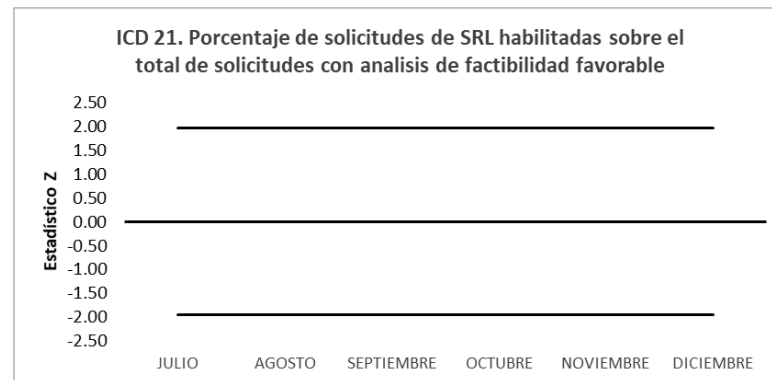 ICD 21. Porcentaje de solicitudes de SRL habilitadas sobre el
total de solicitudes con analisis de factibilidad favorable
2.50
2.00
1.50
1.00
0.50
0.00
-0.50
-1.00
-1.50
-2.00
-2.50
Estadístico Z
JULIO AGOSTO SEPTIEMBRE OCTUBRE NOVIEMBRE DICIEMBRE